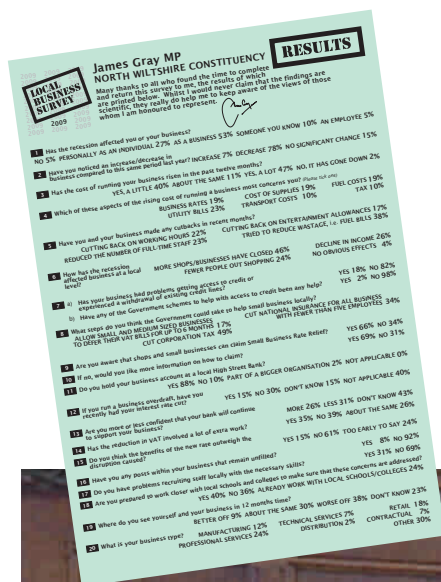 LOCAL
BUSINESS
SURVEY
2009
James Gray MP
NORTH WILTSHIRE CONSTITUENCY
RESULTS
Many thanks to all who found the time to complete
and return this survey to me, the results of which
are printed below. Whilst I would never claim that the findings are
scientific, they really do help me to keep aware of the views of those
whom I am honoured to represent.
1 Has the recession affected you or your business?
NO 5% PERSONALLY AS AN INDIVIDUAL 27% AS A BUSINESS 53% SOMEONE YOU KNOW 10% AN EMPLOYEE 5%
2 Have you noticed an increase/decrease in
business compared to this same period last year? INCREASE 7% DECREASE 78% NO SIGNIFICANT CHANGE 15%
3 Has the cost of running your business risen in the past twelve months?
YES, A LITTLE 40% ABOUT THE SAME 11% YES, A LOT 47% NO, IT HAS GONE DOWN 2%
4 Which of these aspects of the rising cost of running a business most concerns you? (Please tick one)
BUSINESS RATES 19% COST OF SUPPLIES 19% FUEL COSTS 19%
UTILITY BILLS 23% TRANSPORT COSTS 10% TAX 10%
5 Have you and your business made any cutbacks in recent months?
CUTTING BACK ON WORKING HOURS 22% CUTTING BACK ON ENTERTAINMENT ALLOWANCES 17%
REDUCED THE NUMBER OF FULL-TIME STAFF 23% TRIED TO REDUCE WASTAGE, i.e. FUEL BILLS 38%
6 How has the recession
affected business at a local
level?
MORE SHOPS/BUSINESSES HAVE CLOSED 46% DECLINE IN INCOME 26%
FEWER PEOPLE OUT SHOPPING 24% NO OBVIOUS EFFECTS 4%
7 a) Has your business had problems getting access to credit or
experienced a withdrawal of existing credit lines? YES 18% NO 82%
b) Have any of the Government schemes to help with access to credit been any help? YES 2% NO 98%
8 What steps do you think the Government could take to help small business locally?
ALLOW SMALL AND MEDIUM SIZED BUSINESSES
TO DEFER THEIR VAT BILLS FOR UP TO 6 MONTHS 17%
CUT NATIONAL INSURANCE FOR ALL BUSINESS
WITH FEWER THAN FIVE EMPLOYEES 34%
CUT CORPORATION TAX 49%
9 Are you aware that shops and small businesses can claim Small Business Rate Relief? YES 66% NO 34%
10 If no, would you like more information on how to claim? YES 69% NO 31%
11 Do you hold your business account at a local High Street Bank?
YES 88% NO 10% PART OF A BIGGER ORGANISATION 2% NOT APPLICABLE 0%
12 If you run a business overdraft, have you
recently had your interest rate cut? YES 15% NO 30% DON'T KNOW 15% NOT APPLICABLE 40%
13 Are you more or less confident that your bank will continue
to support your business? MORE 26% LESS 31% DON'T KNOW 43%
14 Has the reduction in VAT involved a lot of extra work? YES 35% NO 39% ABOUT THE SAME 26%
15 Do you think the benefits of the new rate outweigh the
disruption caused? YES 15% NO 61% TOO EARLY TO SAY 24%
16 Have you any posts within your business that remain unfilled? YES 8% NO 92%
17 Do you have problems recruiting staff locally with the necessary skills? YES 31% NO 69%
18 Are you prepared to work closer with local schools and colleges to make sure that these concerns are addressed?
YES 40% NO 36% ALREADY WORK WITH LOCAL SCHOOLS/COLLEGES 24%
19 Where do you see yourself and your business in 12 months time?
BETTER OFF 9% ABOUT THE SAME 30% WORSE OFF 38% DON'T KNOW 23%
20 What is your business type? MANUFACTURING 12% TECHNICAL SERVICES 7% RETAIL 18%
PROFESSIONAL SERVICES 24% DISTRIBUTION 2% CONTRACTUAL 7%
OTHER 30%